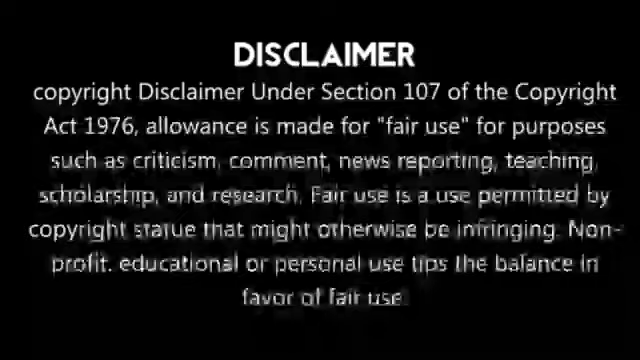 DISCLAIMER
copyright Disclaimer Under Section 107 of the Copyright
Act 1976, allowance is made for "fair use" for purposes
such as criticism, comment, news reporting, teaching,
scholarship, and research. Fair use is a use permitted by
copyright statue that might otherwise be infringing. Non-
profit. educational or personal use tips the balance in
favor of fair use.